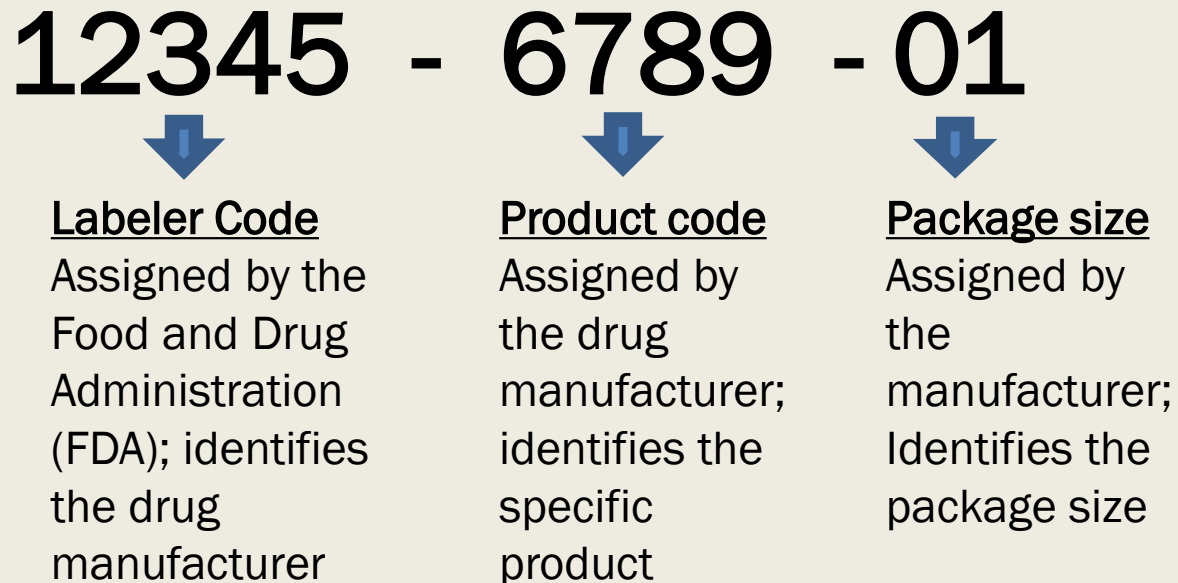 12345 - 6789 - 01
Labeler Code
Assigned by the
Food and Drug
Administration
(FDA); identifies
the drug
manufacturer
Product code
Assigned by
the drug
manufacturer;
identifies the
specific
product
Package size
Assigned by
the
manufacturer;
Identifies the
package size